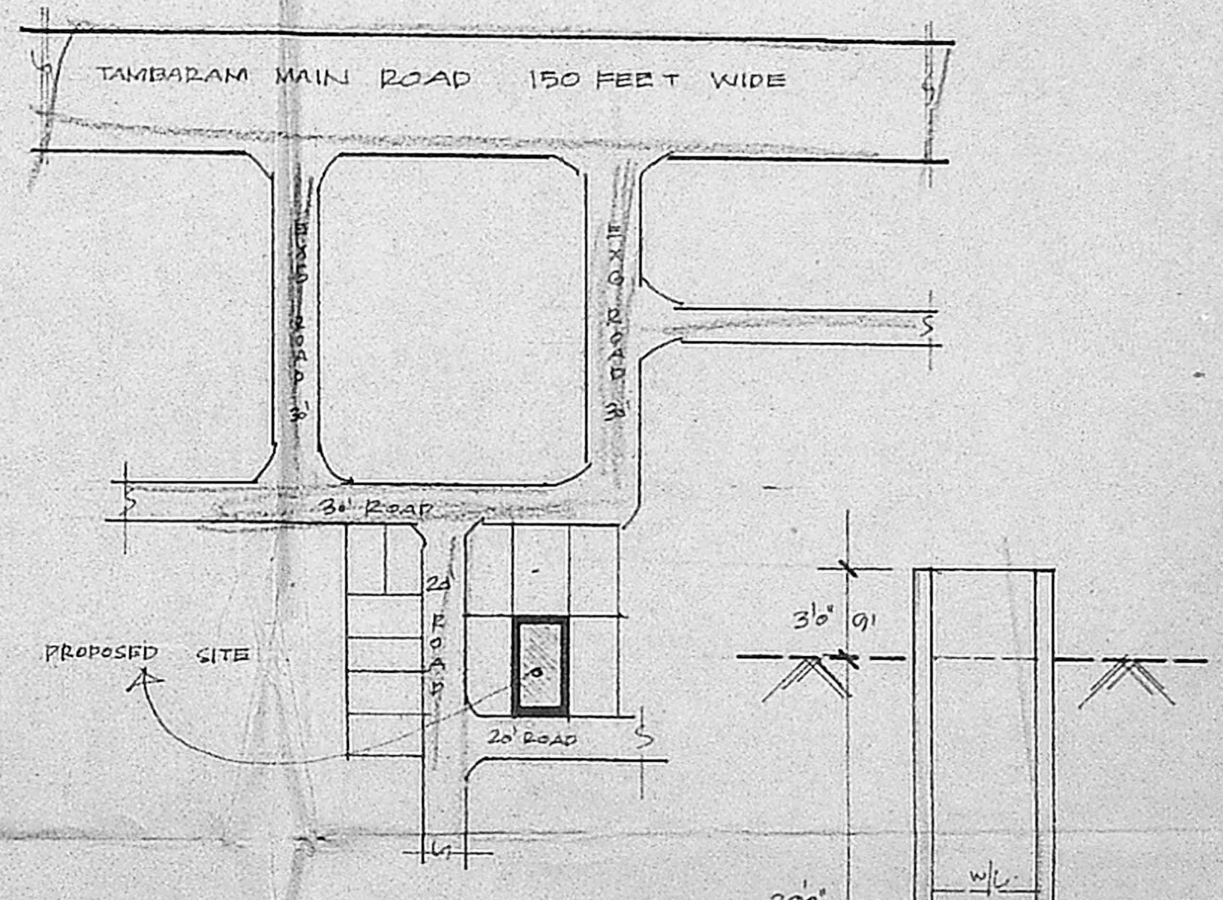 TAMBARAM MAIN ROAD 150 FEET WIDE
EXG ROAD 30'
EXG ROAD 30'
30' ROAD
20' ROAD
PROPOSED SITE
20' ROAD
3'0"
W/L